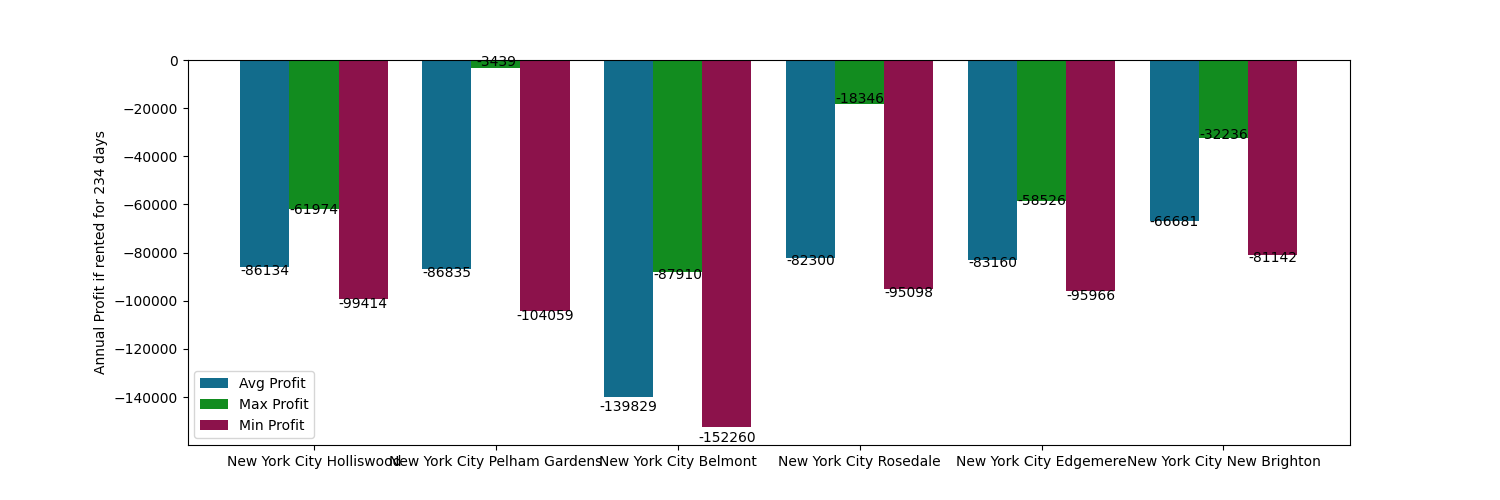 0
−20000
−40000
−60000
−80000
−100000
−120000
−140000
Annual Profit if rented for 234 days
-86134
-61974
-99414
-86835
-3439
-104059
-139829
-87910
-152260
-82300
-18346
-95098
-83160
-58526
-95966
-66681
-32236
-81142
Avg Profit
Max Profit
Min Profit
New York City Holliswood
New York City Pelham Gardens
New York City Belmont
New York City Rosedale
New York City Edgemere
New York City New Brighton